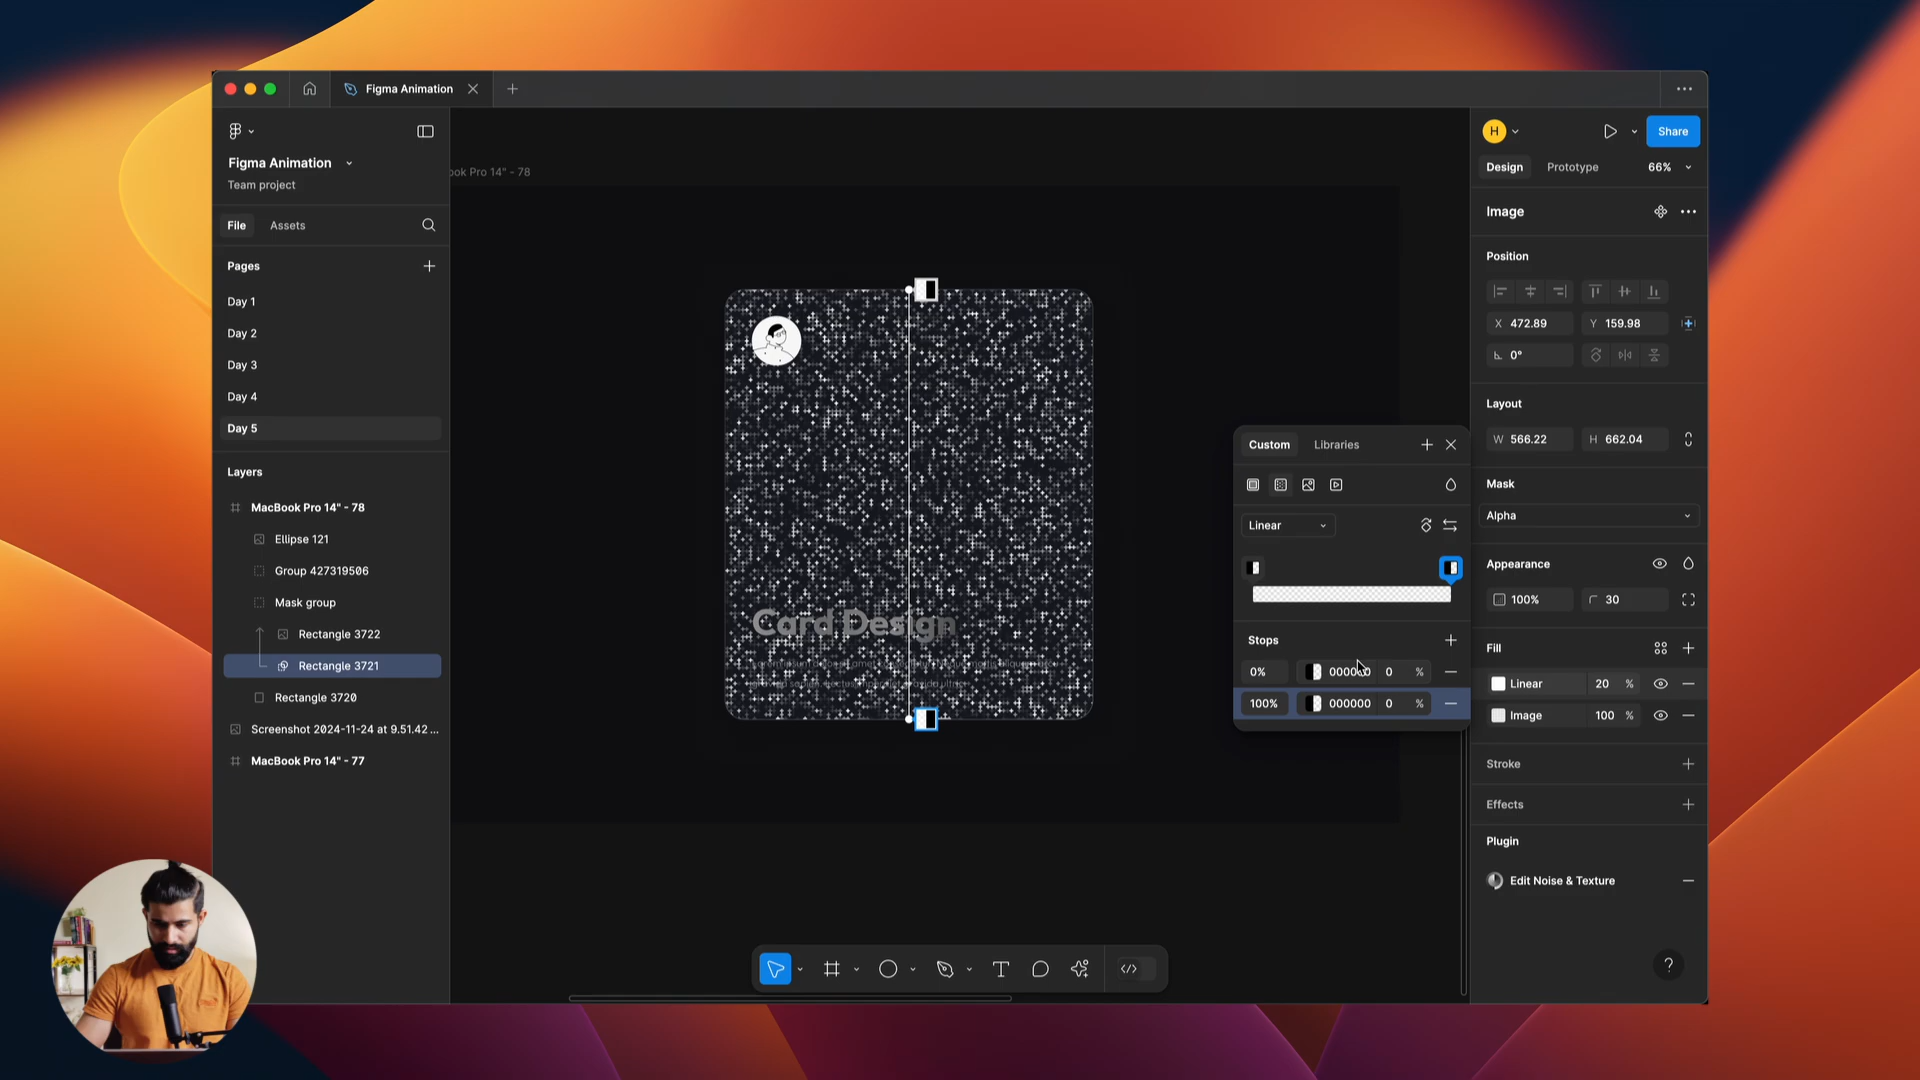 Figma Animation
Figma Animation
Team project
File
Assets
Pages
Day 1
Day 2
Day 3
Day 4
Day 5
Layers
MacBook Pro 14" - 78
Ellipse 121
Group 427319506
Mask group
Rectangle 3722
Rectangle 3721
Rectangle 3720
Screenshot 2024-11-24 at 9.51.42 ...
MacBook Pro 14" - 77
ook Pro 14" - 78
Card Design
Custom
Libraries
Linear
Stops
0% 000000 0 %
100% 000000 0 %
H
Share
Design
Prototype
66%
Image
Position
X 472.89
Y 159.98
0°
Layout
W 566.22
H 662.04
Mask
Alpha
Appearance
100%
30
Fill
Linear 20 %
Image 100 %
Stroke
Effects
Plugin
Edit Noise & Texture
?